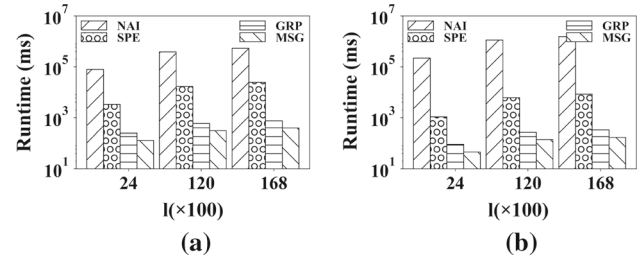 10^7
10^5
10^3
10^1
Runtime (ms)
NAI GRP
SPE MSG
24 120 168
l(×100)
(a)
10^7
10^5
10^3
10^1
Runtime (ms)
NAI GRP
SPE MSG
24 120 168
l(×100)
(b)